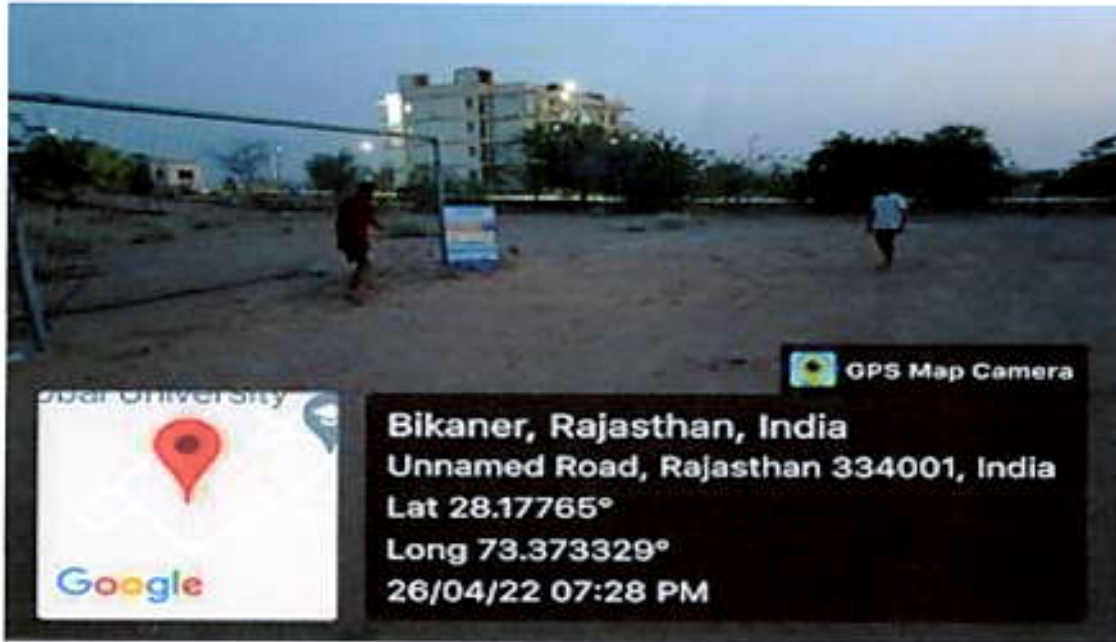 GPS Map Camera
University
Bikaner, Rajasthan, India
Unnamed Road, Rajasthan 334001, India
Lat 28.17765°
Long 73.373329°
26/04/22 07:28 PM
Google